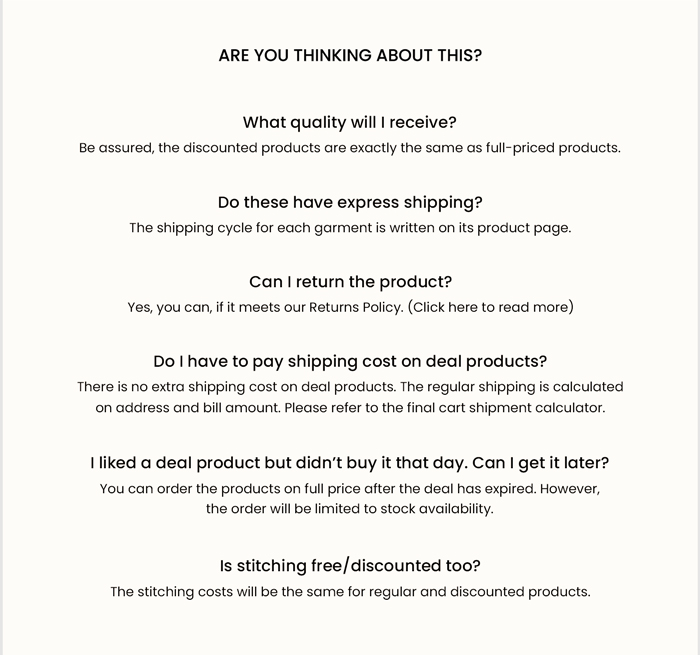 ARE YOU THINKING ABOUT THIS?
What quality will I receive?
Be assured, the discounted products are exactly the same as full-priced products.
Do these have express shipping?
The shipping cycle for each garment is written on its product page.
Can I return the product?
Yes, you can, if it meets our Returns Policy. (Click here to read more)
Do I have to pay shipping cost on deal products?
There is no extra shipping cost on deal products. The regular shipping is calculated
on address and bill amount. Please refer to the final cart shipment calculator.
I liked a deal product but didn’t buy it that day. Can I get it later?
You can order the products on full price after the deal has expired. However,
the order will be limited to stock availability.
Is stitching free/discounted too?
The stitching costs will be the same for regular and discounted products.